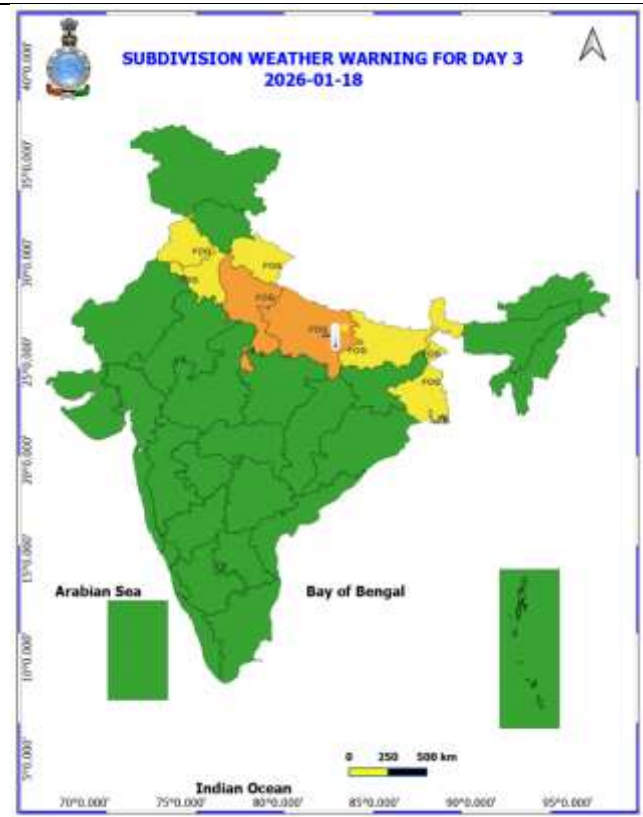 SUBDIVISION WEATHER WARNING FOR DAY 3
2026-01-18
40°0.000'
35°0.000'
30°0.000'
25°0.000'
20°0.000'
15°0.000'
10°0.000'
5°0.000'
FOG
FOG
FOG
FOG
FOG
FOG
FOG
FOG
Arabian Sea
Bay of Bengal
0 250 500 km
Indian Ocean
70°0.000' 75°0.000' 80°0.000' 85°0.000' 90°0.000' 95°0.000'